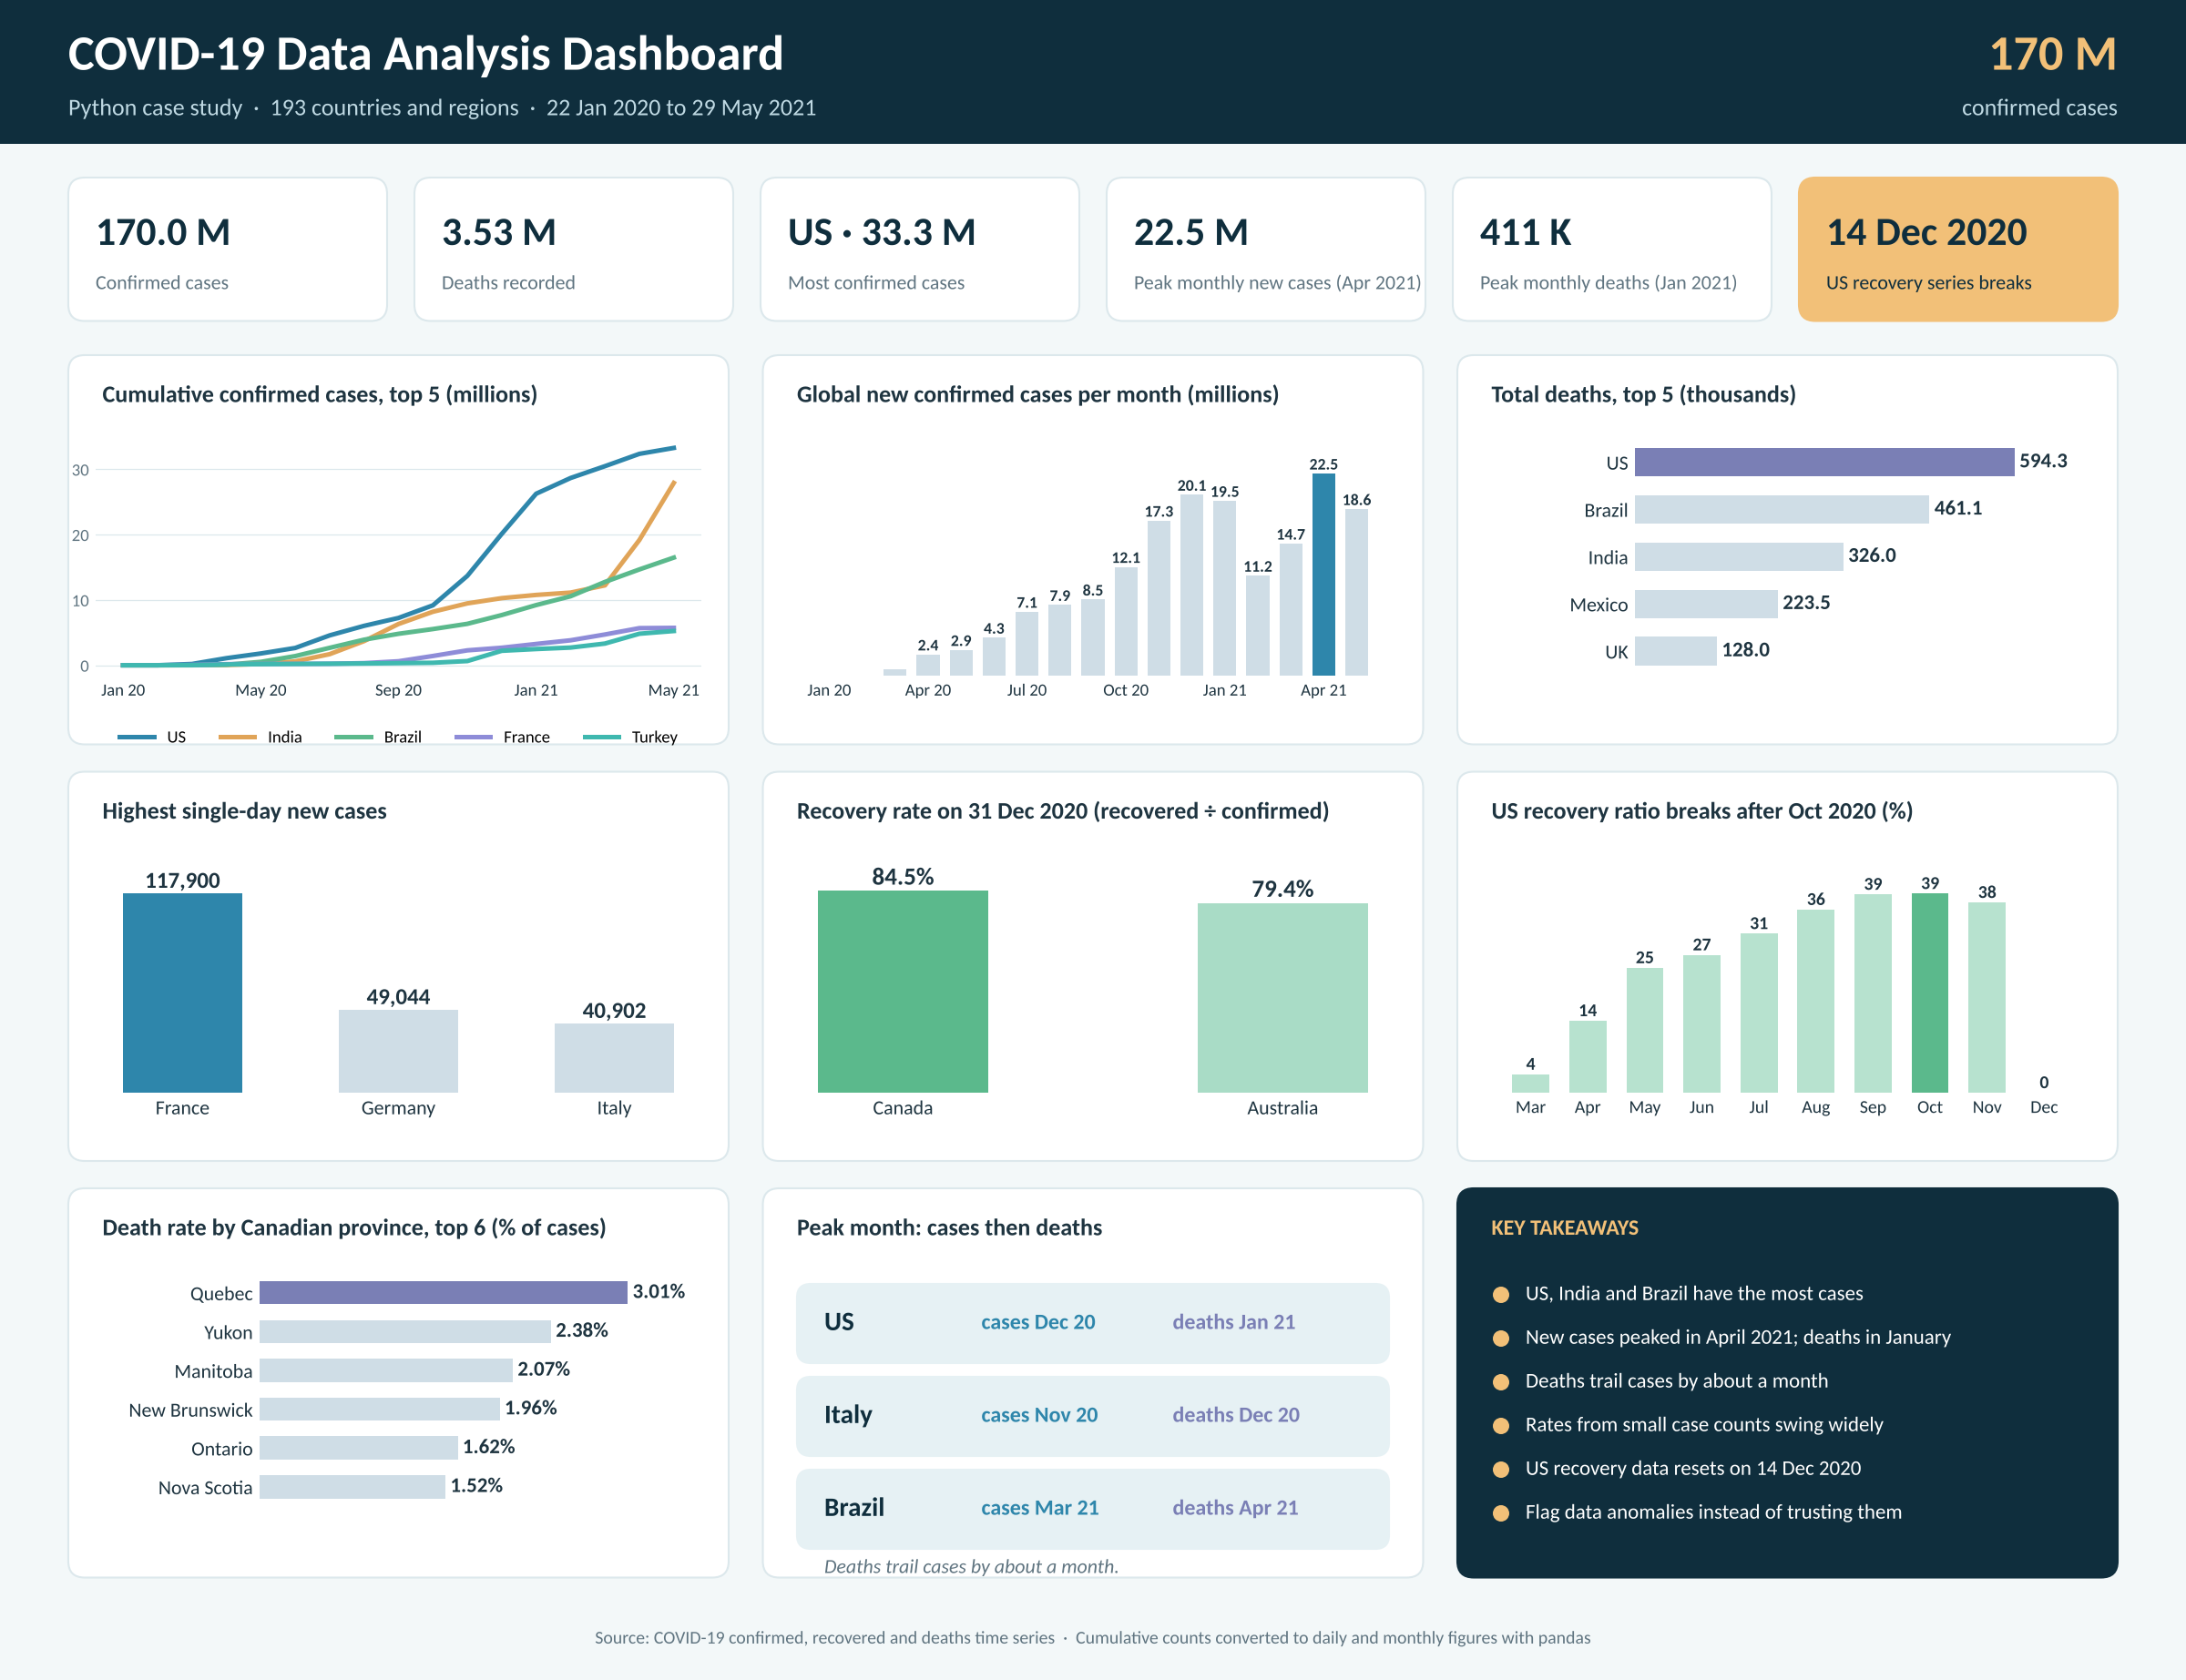 COVID-19 Data Analysis Dashboard
170 M
Python case study · 193 countries and regions · 22 Jan 2020 to 29 May 2021
confirmed cases
170.0 M
Confirmed cases
3.53 M
Deaths recorded
US · 33.3 M
Most confirmed cases
22.5 M
Peak monthly new cases (Apr 2021)
411 K
Peak monthly deaths (Jan 2021)
14 Dec 2020
US recovery series breaks
Cumulative confirmed cases, top 5 (millions)
30
20
10
0
Jan 20 May 20 Sep 20 Jan 21 May 21
US India Brazil France Turkey
Global new confirmed cases per month (millions)
2.4 2.9 4.3 7.1 7.9 8.5 12.1 17.3 20.1 19.5 11.2 14.7 22.5 18.6
Jan 20 Apr 20 Jul 20 Oct 20 Jan 21 Apr 21
Total deaths, top 5 (thousands)
US 594.3
Brazil 461.1
India 326.0
Mexico 223.5
UK 128.0
Highest single-day new cases
117,900 49,044 40,902
France Germany Italy
Recovery rate on 31 Dec 2020 (recovered ÷ confirmed)
84.5% 79.4%
Canada Australia
US recovery ratio breaks after Oct 2020 (%)
4 14 25 27 31 36 39 39 38 0
Mar Apr May Jun Jul Aug Sep Oct Nov Dec
Death rate by Canadian province, top 6 (% of cases)
Quebec 3.01%
Yukon 2.38%
Manitoba 2.07%
New Brunswick 1.96%
Ontario 1.62%
Nova Scotia 1.52%
Peak month: cases then deaths
US cases Dec 20 deaths Jan 21
Italy cases Nov 20 deaths Dec 20
Brazil cases Mar 21 deaths Apr 21
Deaths trail cases by about a month.
KEY TAKEAWAYS
US, India and Brazil have the most cases
New cases peaked in April 2021; deaths in January
Deaths trail cases by about a month
Rates from small case counts swing widely
US recovery data resets on 14 Dec 2020
Flag data anomalies instead of trusting them
Source: COVID-19 confirmed, recovered and deaths time series · Cumulative counts converted to daily and monthly figures with pandas